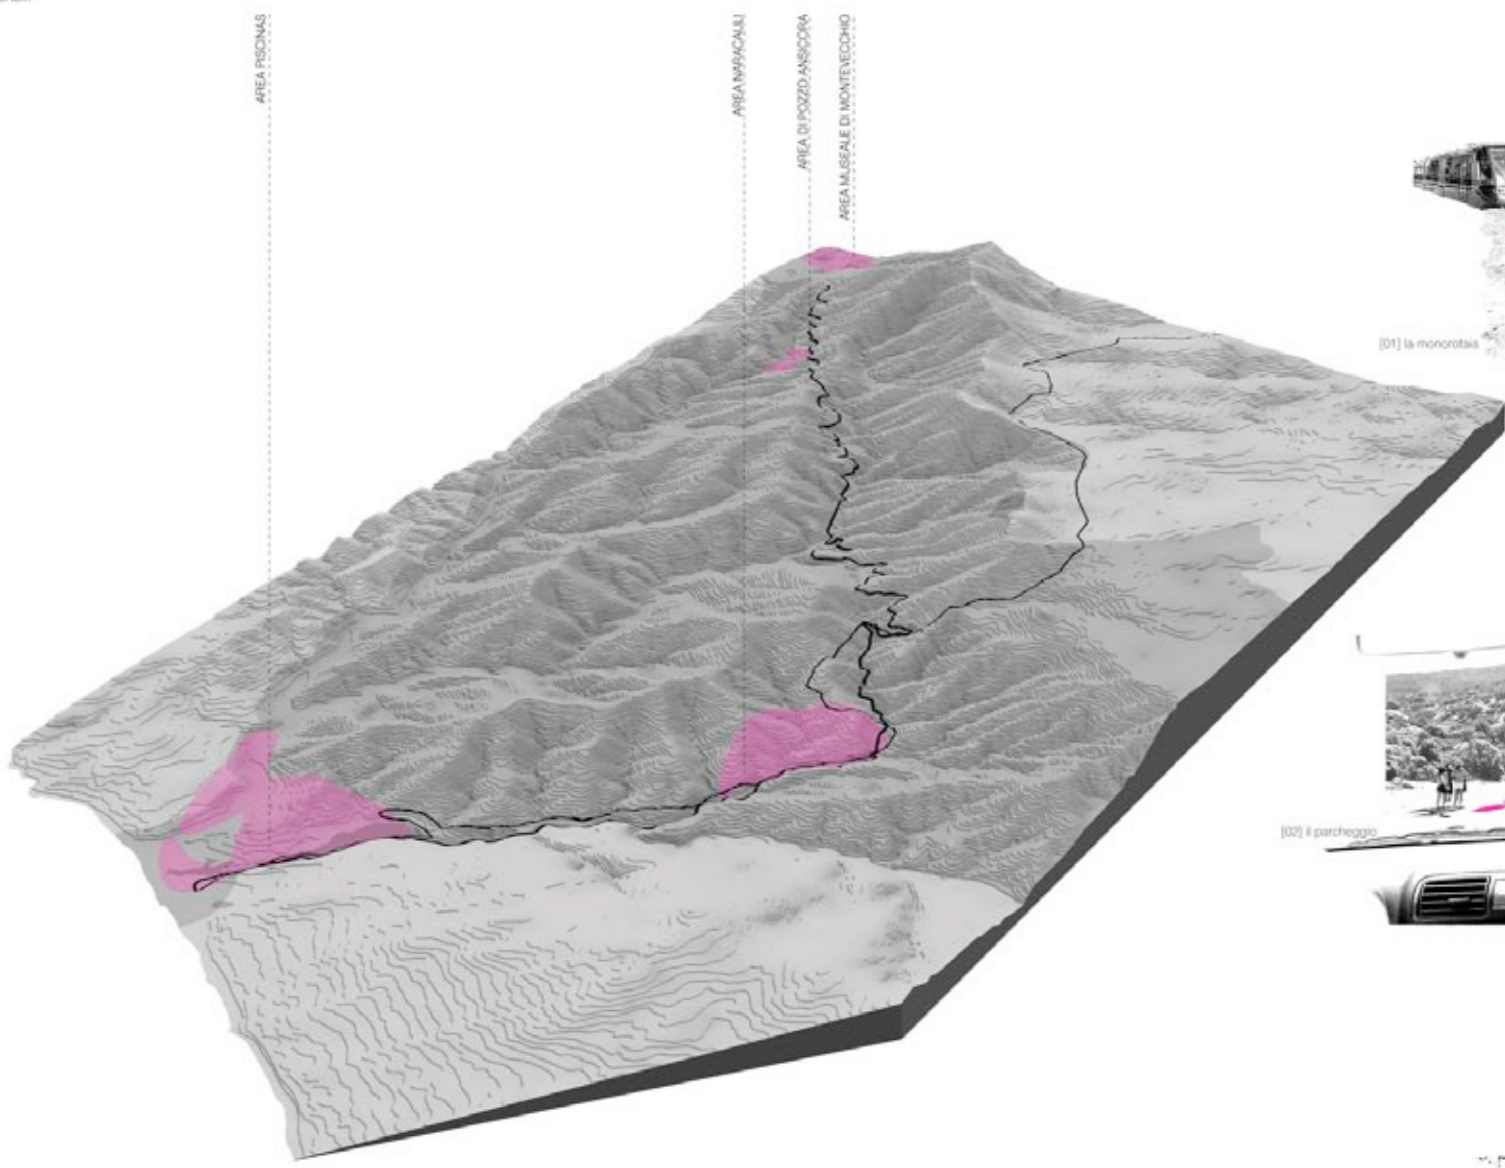 AREA PISCINAS
AREA NARACAULI
AREA DI POZZO ANSICORA
AREA MUSEALE DI MONTEVECCHIO
[01] la monorotaia
[02] il parcheggio